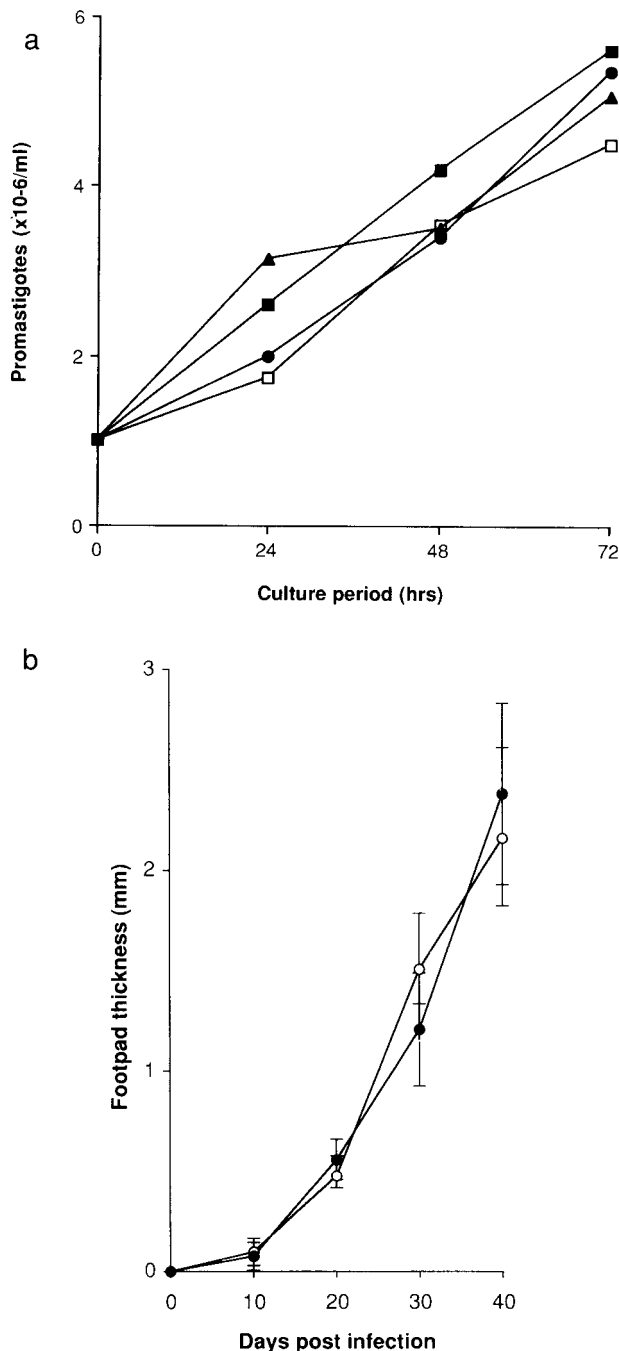 a
6
4
2
0
Promastigotes (x10-6/ml)
0 24 48 72
Culture period (hrs)
b
3
2
1
0
Footpad thickness (mm)
0 10 20 30 40
Days post infection